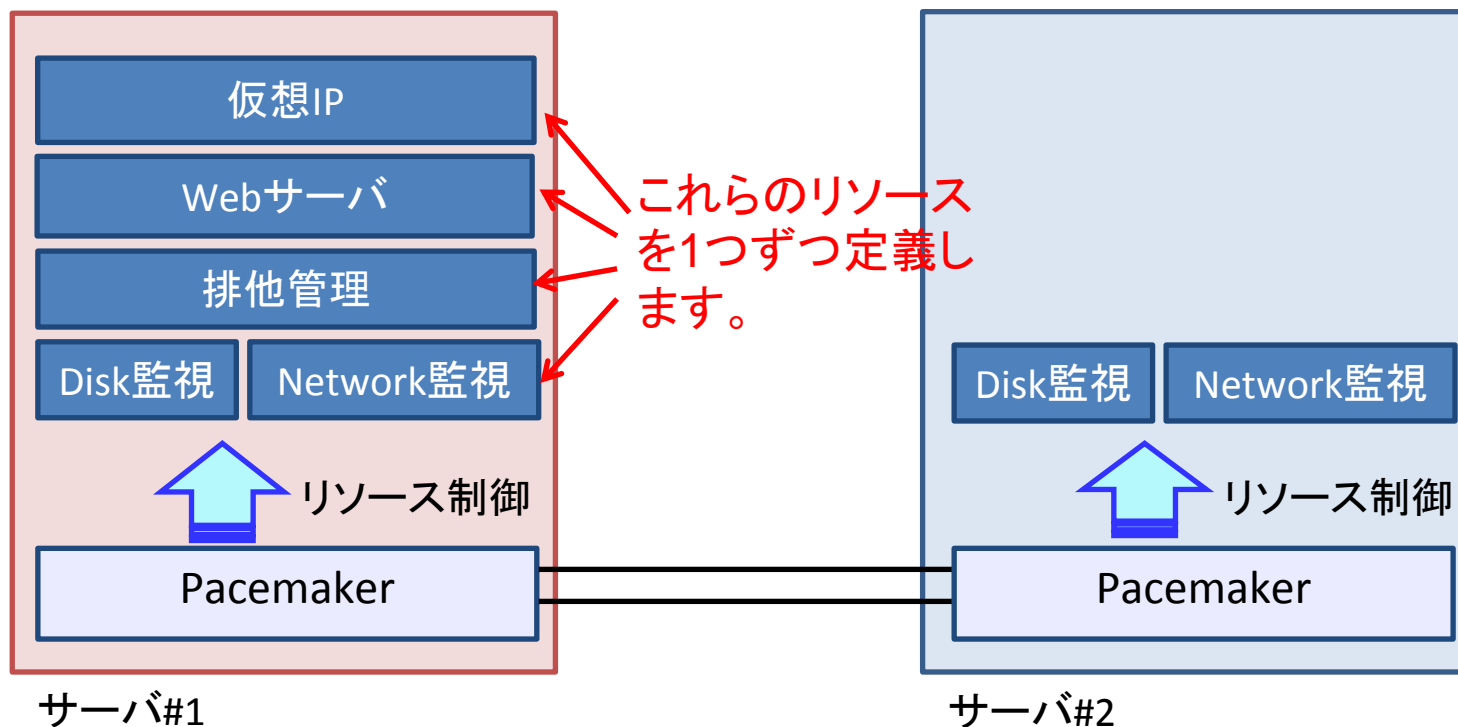 仮想IP
Webサーバ
排他管理
Disk監視
Network監視
リソース制御
Pacemaker
サーバ#1
これらのリソース
を1つずつ定義し
ます。
Disk監視
Network監視
リソース制御
Pacemaker
サーバ#2